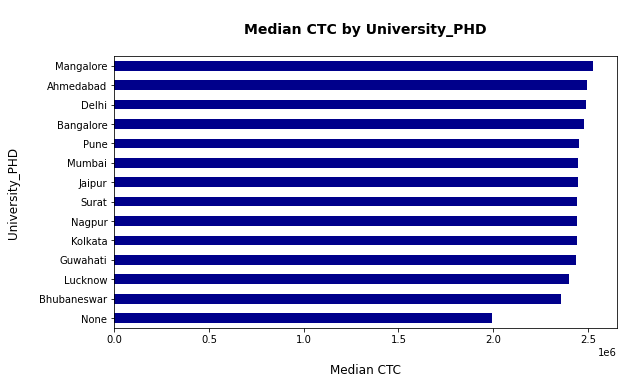 Median CTC by University_PHD
University_PHD
Mangalore
Ahmedabad
Delhi
Bangalore
Pune
Mumbai
Jaipur
Surat
Nagpur
Kolkata
Guwahati
Lucknow
Bhubaneswar
None
0.0 0.5 1.0 1.5 2.0 2.5
1e6
Median CTC